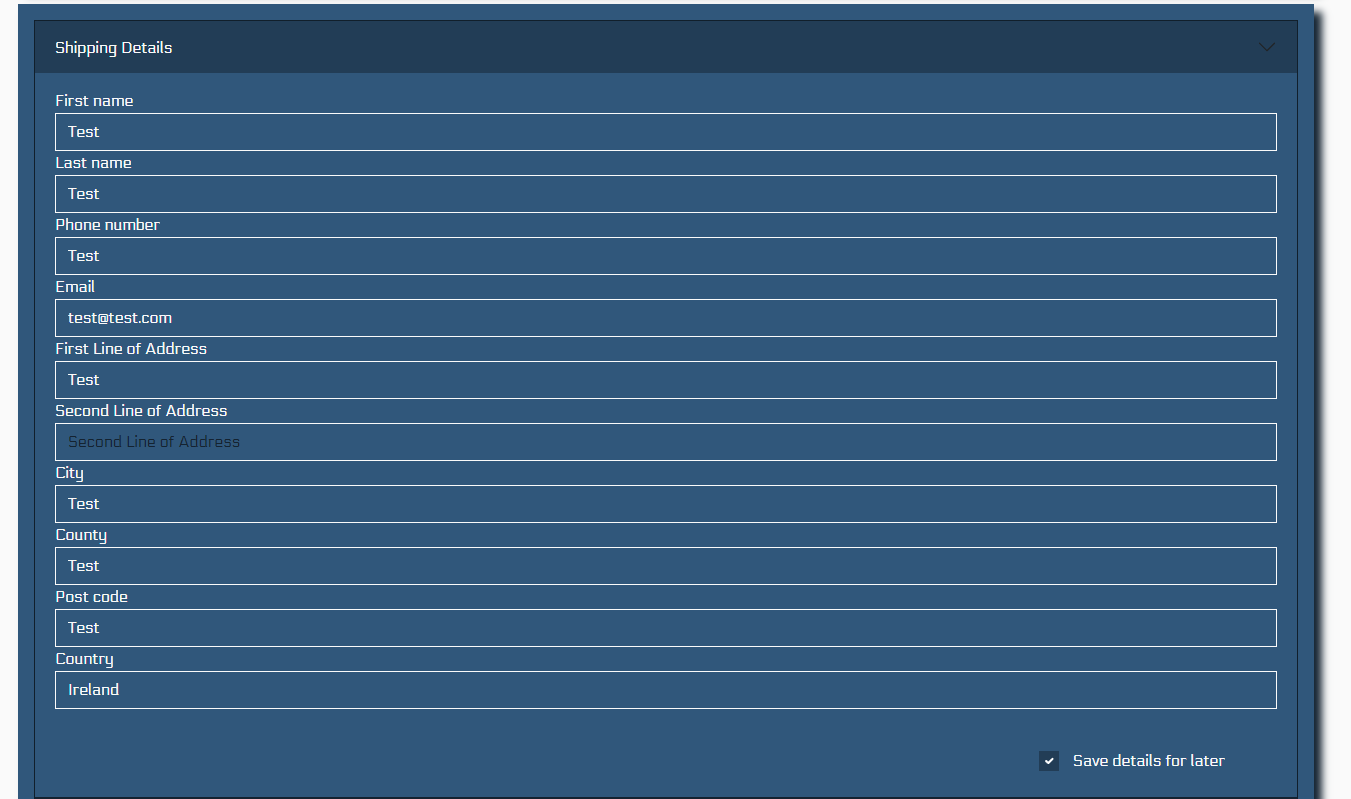 Shipping Details
First name
Test
Last name
Test
Phone number
Test
Email
test@test.com
First Line of Address
Test
Second Line of Address
Second Line of Address
City
Test
County
Test
Post code
Test
Country
Ireland
Save details for later